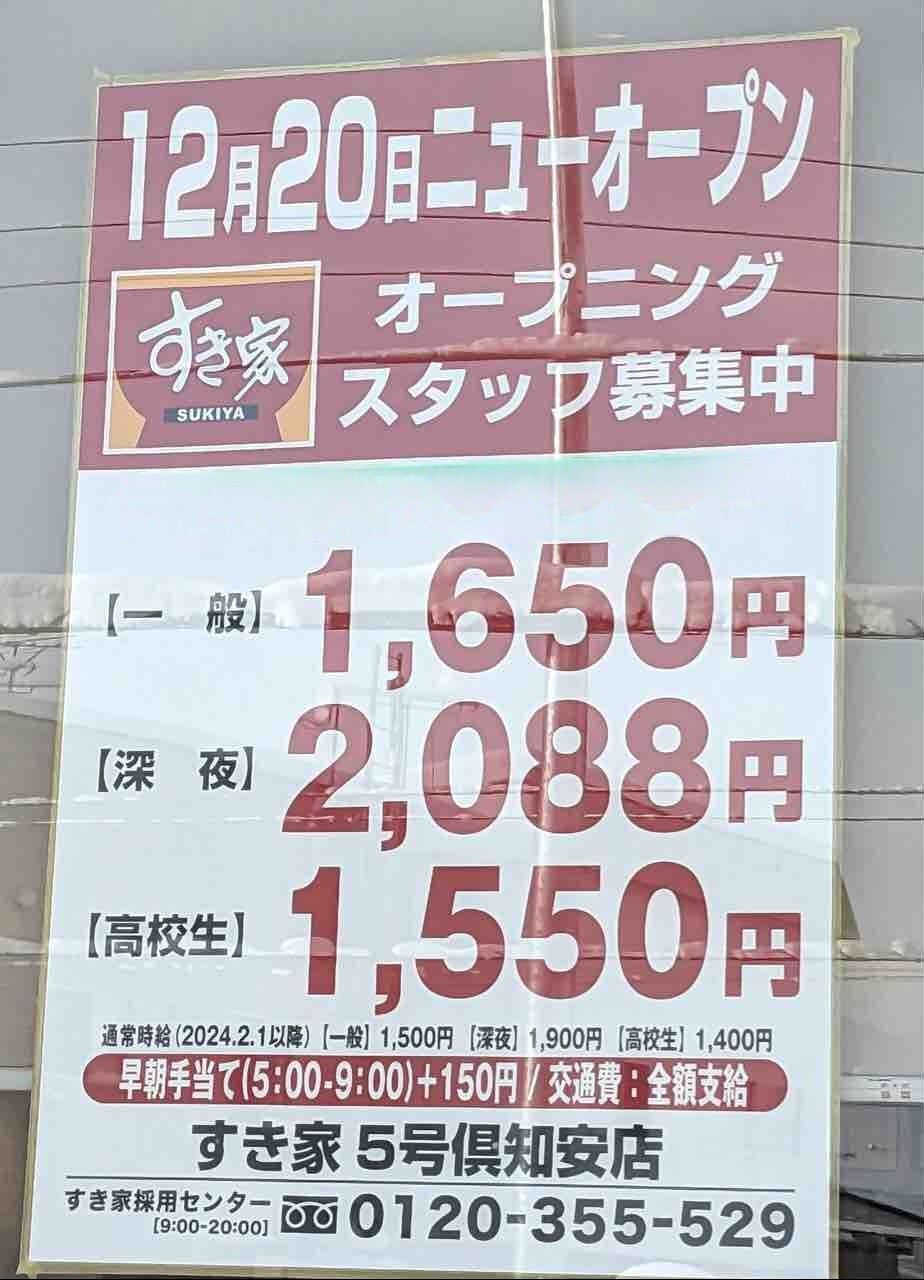 12月20日ニューオープン
すき家
SUKIYA
オープニング
スタッフ募集中
【一　般】 1,650円
【深　夜】 2,088円
【高校生】 1,550円
通常時給(2024.2.1以降)【一般】1,500円 【深夜】1,900円 【高校生】1,400円
早朝手当て(5:00-9:00)+150円 / 交通費:全額支給
すき家 5号倶知安店
すき家採用センター
[9:00-20:00]
0120-355-529